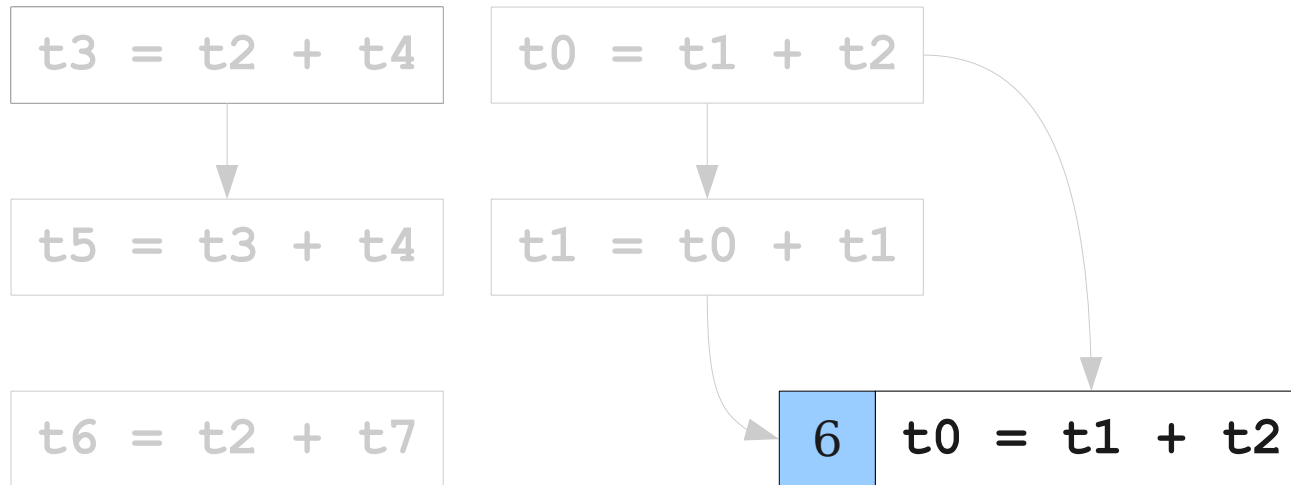 t3 = t2 + t4
t0 = t1 + t2
t5 = t3 + t4
t1 = t0 + t1
t6 = t2 + t7
6 t0 = t1 + t2